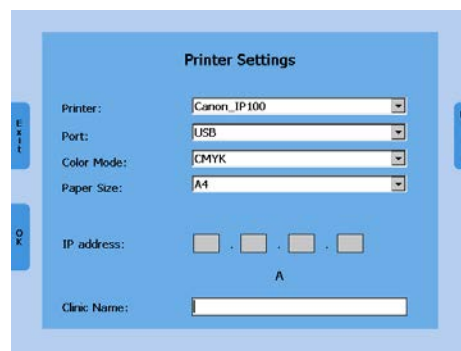 Printer Settings
Printer:
Canon_IP100
Port:
USB
Color Mode:
CMYK
Paper Size:
A4
IP address:
. . .
A
Clinic Name:
Exit
OK